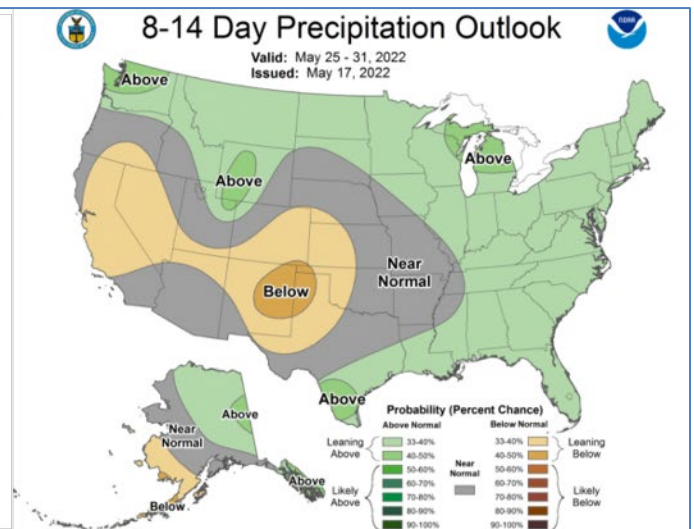 8-14 Day Precipitation Outlook
NOAA
Valid: May 25 - 31, 2022
Issued: May 17, 2022
Above
Above
Above
Near
Normal
Below
Above
Near
Normal
Above
Above
Below
Probability (Percent Chance)
Above Normal
Below Normal
Leaning
Above
33-40%
40-50%
50-60%
60-70%
70-80%
80-90%
90-100%
Likely
Above
Near
Normal
33-40%
40-50%
50-60%
60-70%
70-80%
80-90%
90-100%
Leaning
Below
Likely
Below